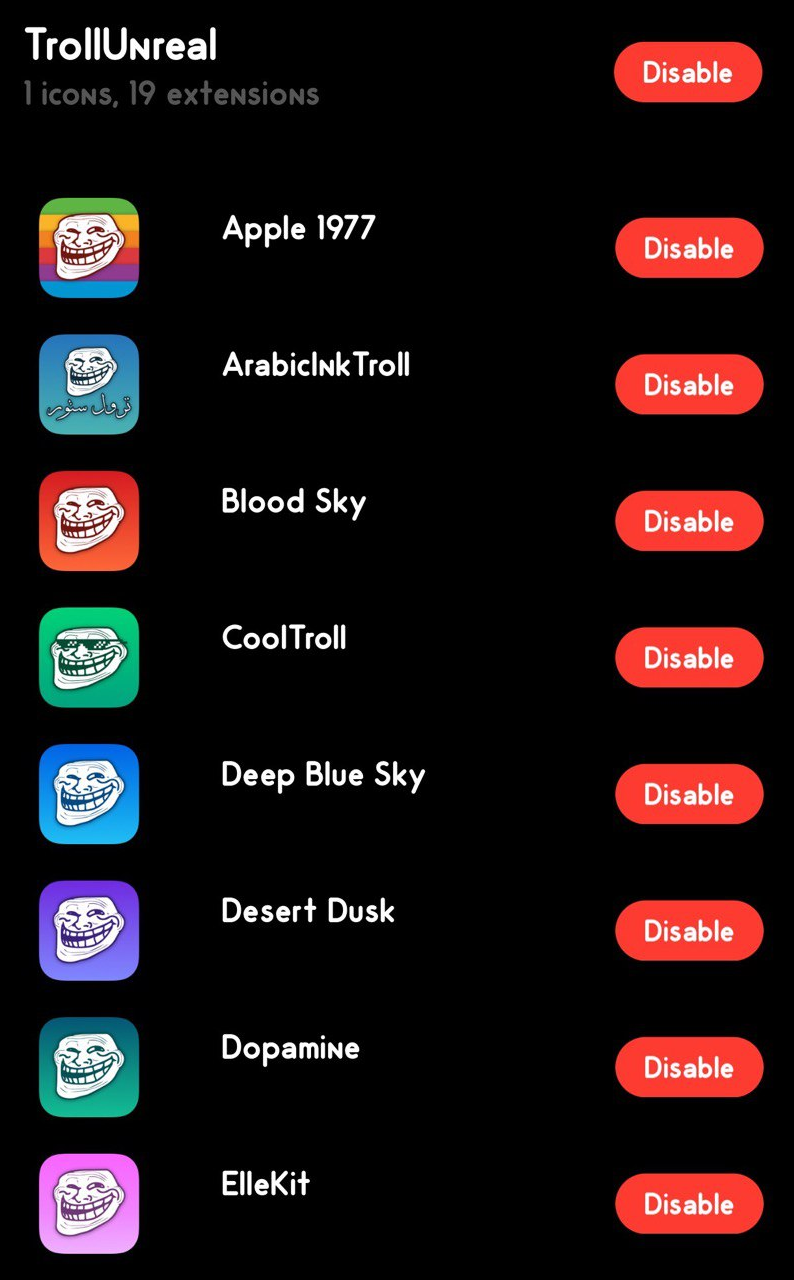 TrollUnreal
Disable
1 icons, 19 extensions
Apple 1977
Disable
ArabicInkTroll
ترول ستور
Disable
Blood Sky
Disable
CoolTroll
Disable
Deep Blue Sky
Disable
Desert Dusk
Disable
Dopamine
Disable
ElleKit
Disable